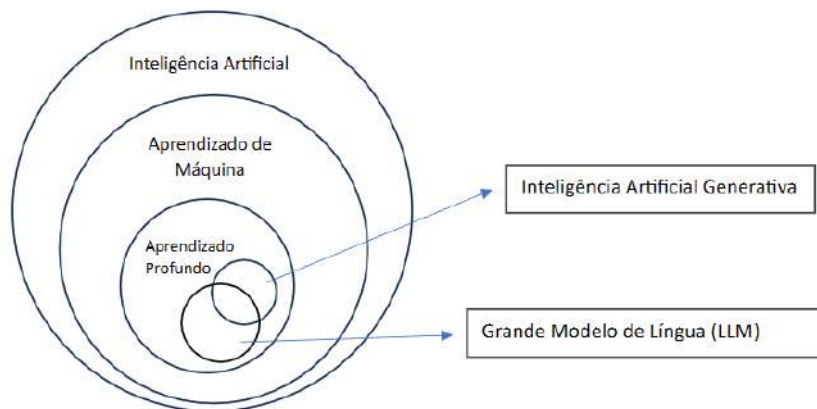 Inteligência Artificial
Aprendizado de
Máquina
Inteligência Artificial Generativa
Aprendizado
Profundo
Grande Modelo de Língua (LLM)